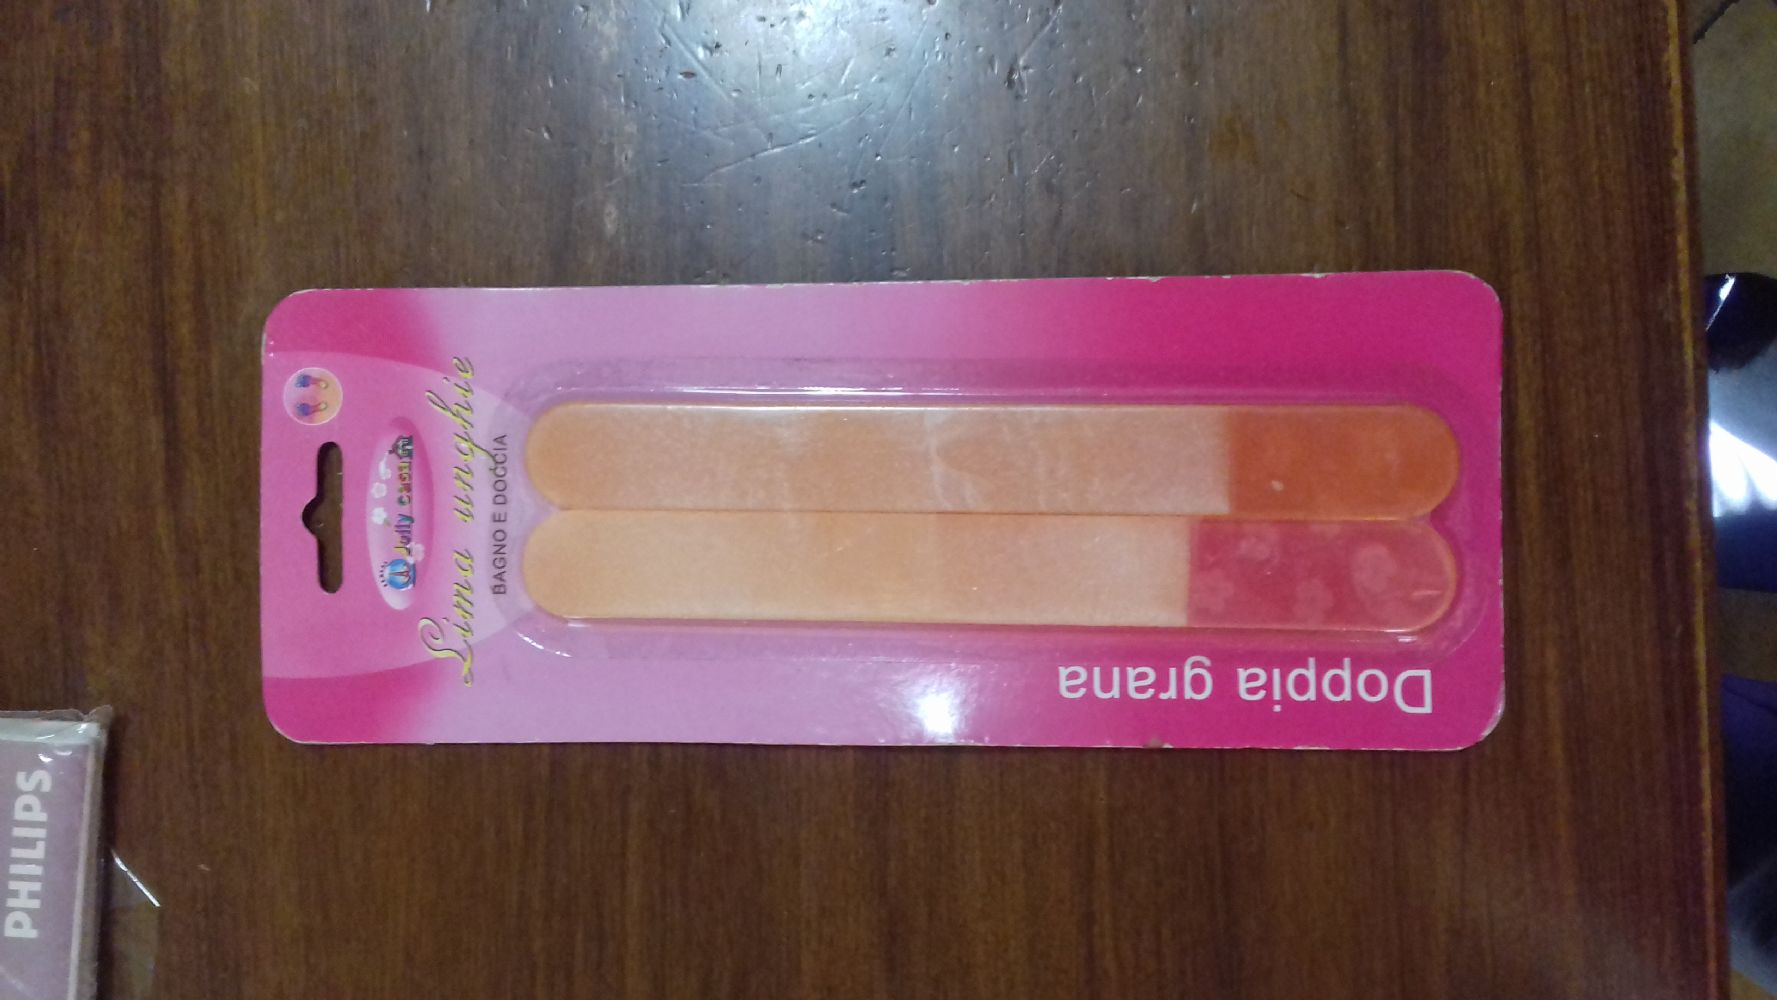 Jolly casa
Lima unghie
BAGNO E DOCCIA
Doppia grana
PHILIPS